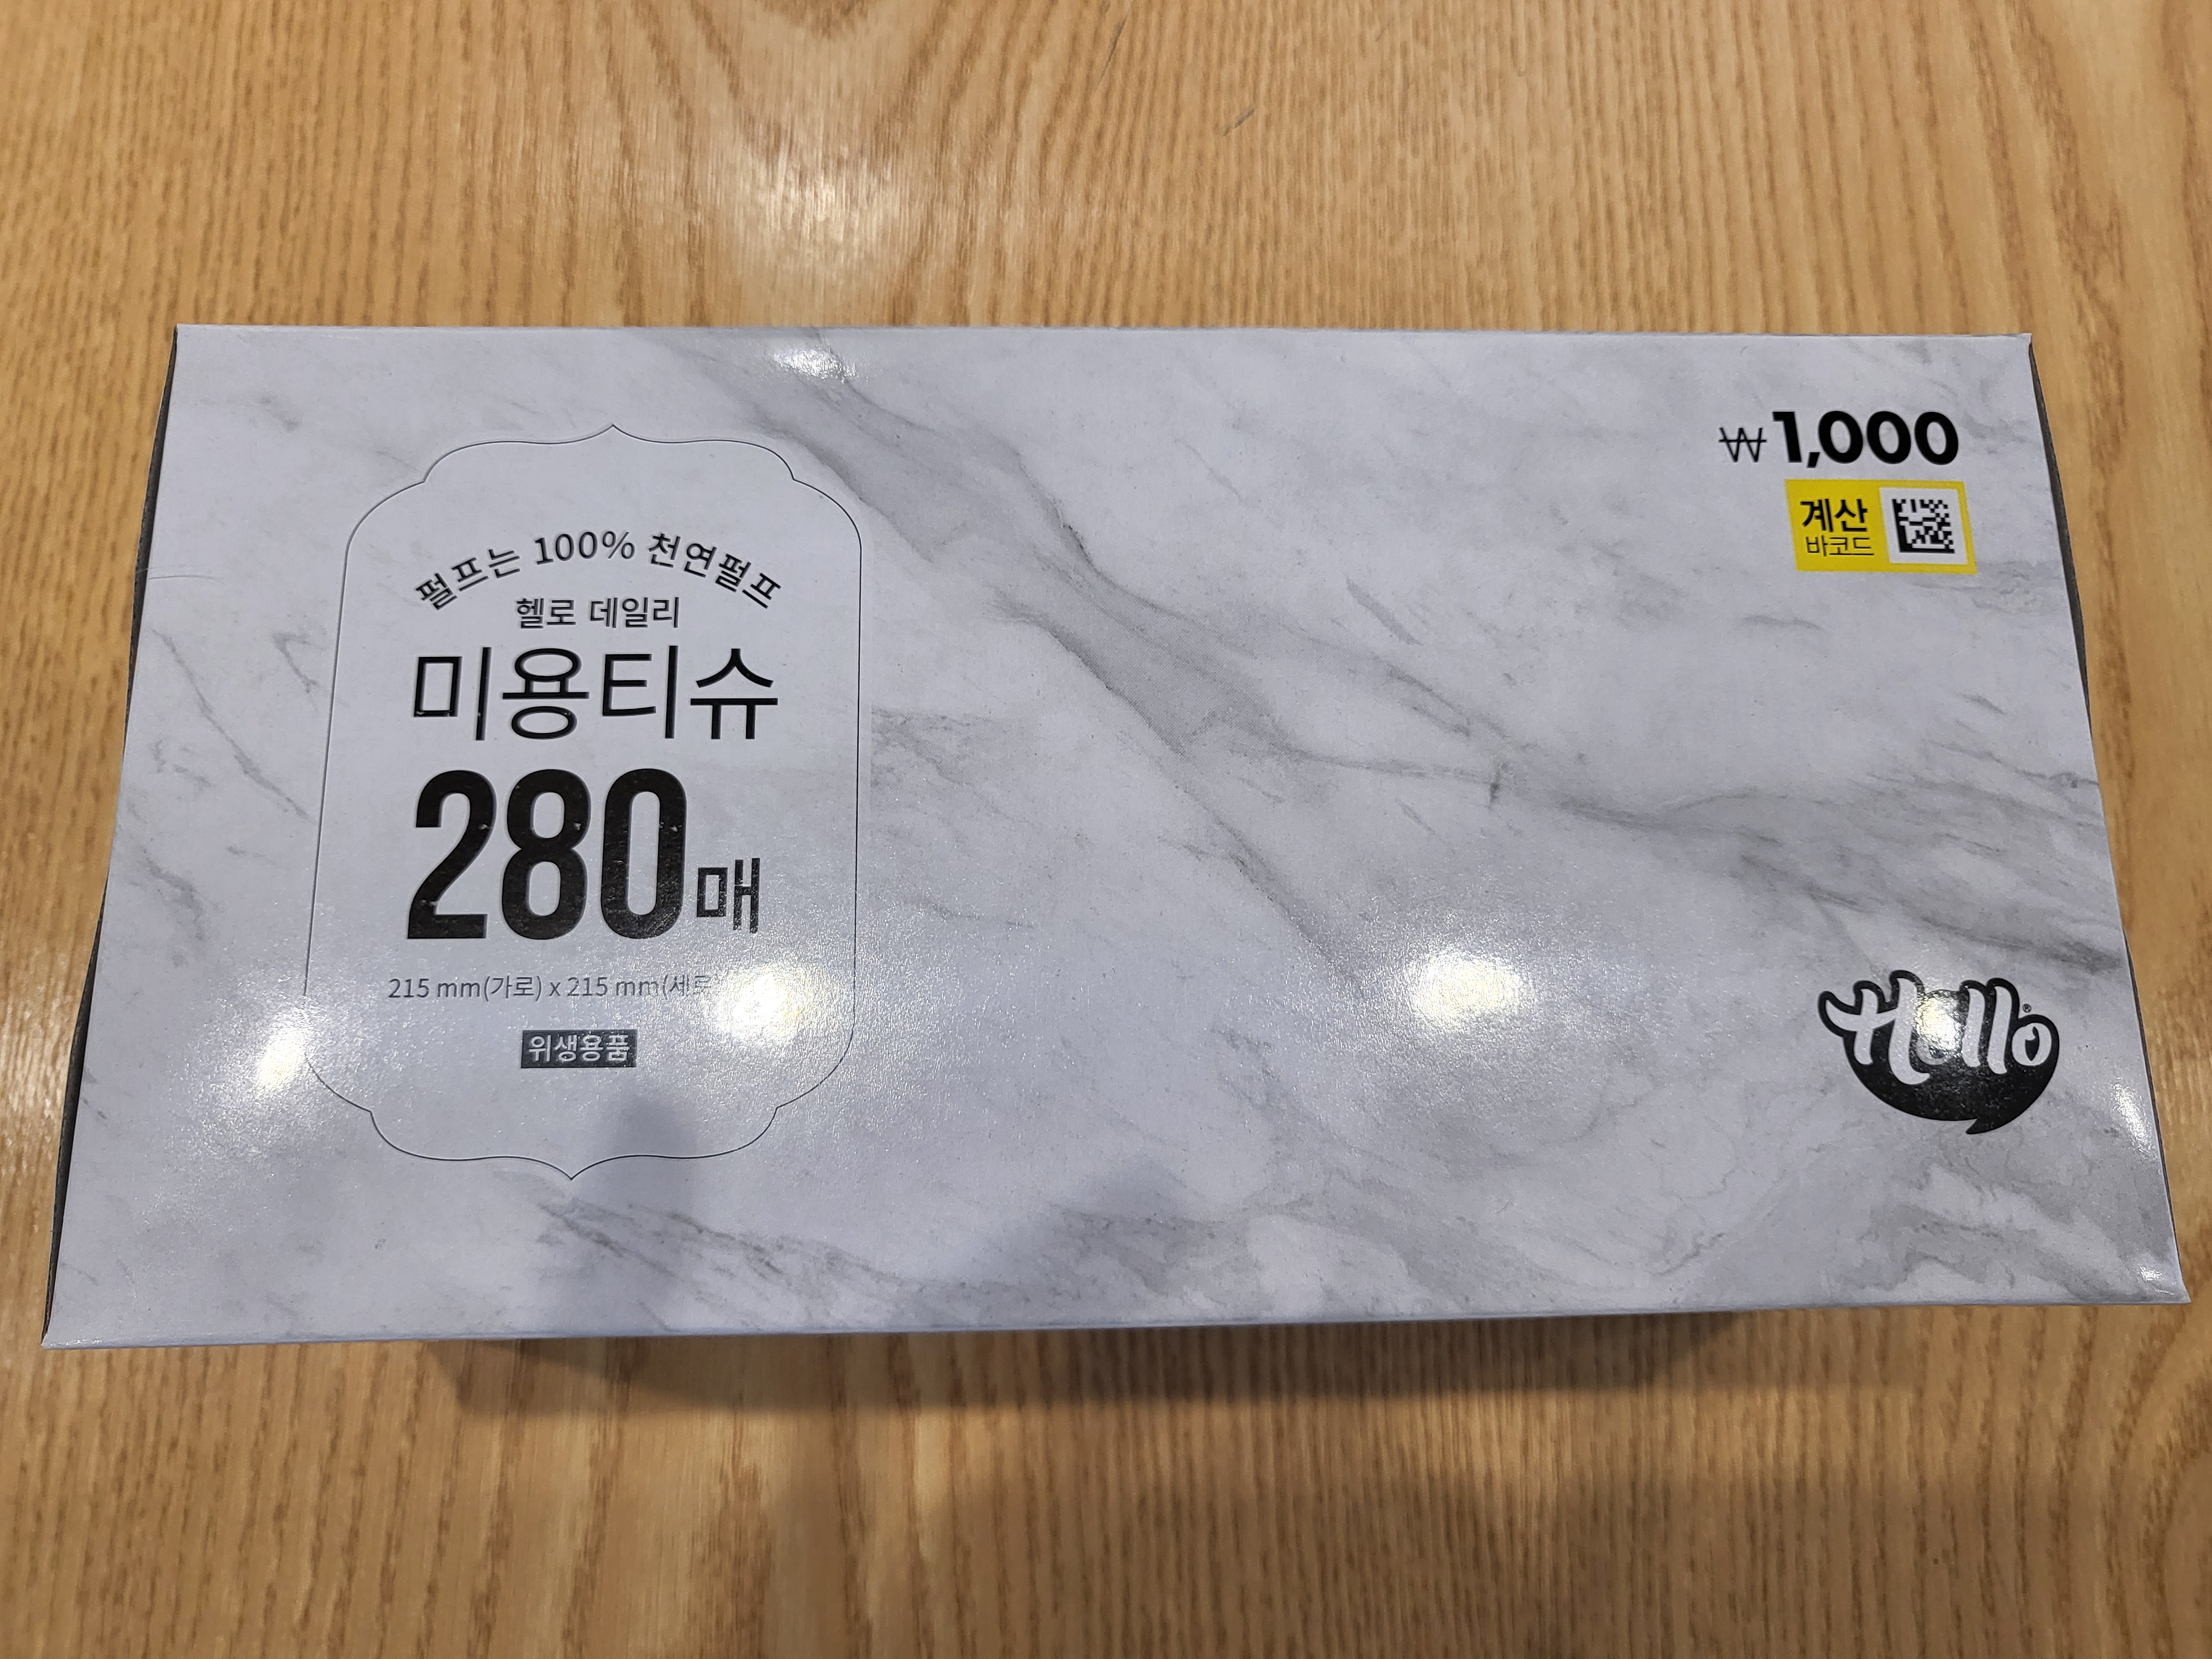 펄프는 100% 천연펄프
헬로 데일리
미용티슈
280매
215 mm(가로) x 215 mm(세로)
위생용품
₩1,000
계산
바코드
Hello